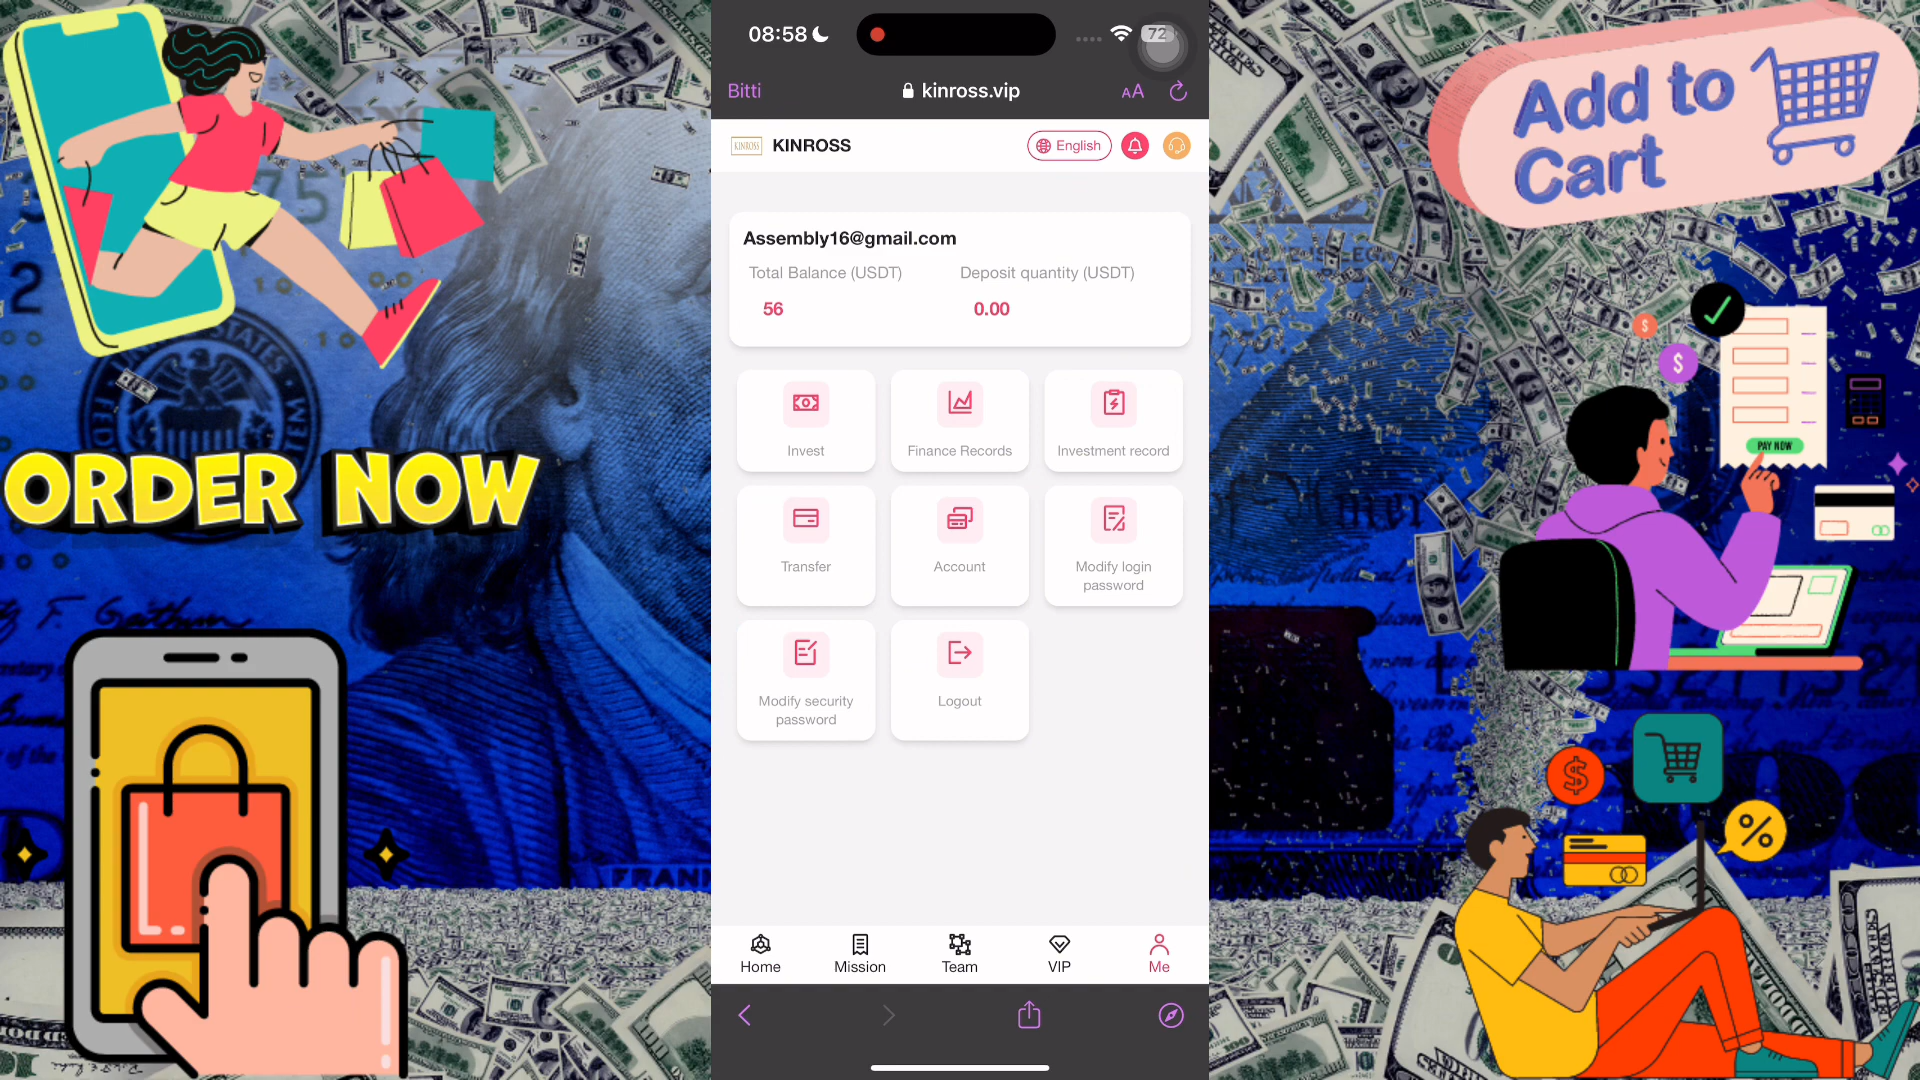 08:58
72
Bitti
kinross.vip
AA
KINROSS
KINROSS
English
Assembly16@gmail.com
Total Balance (USDT)
Deposit quantity (USDT)
56
0.00
Invest
Finance Records
Investment record
Transfer
Account
Modify login
password
Modify security
password
Logout
Home
Mission
Team
VIP
Me
ORDER NOW
Add to
Cart
PAY NOW